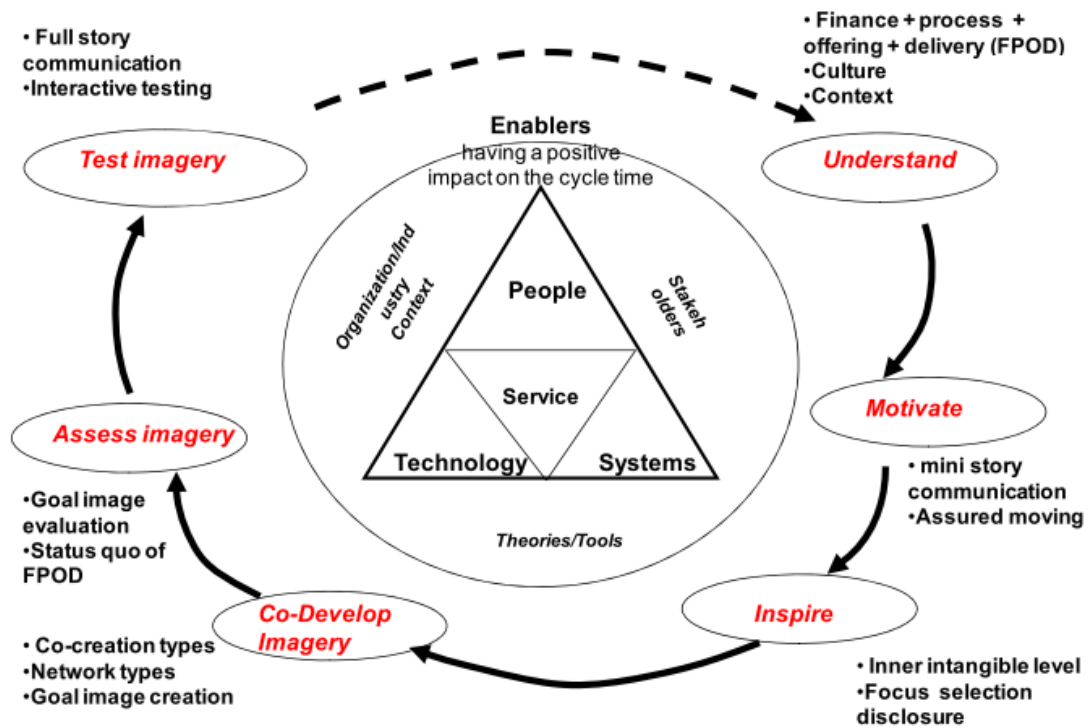 • Full story
communication
•Interactive testing
• Finance + process +
offering + delivery (FPOD)
•Culture
•Context
Test imagery
Enablers
having a positive
impact on the cycle time
Understand
Organization/Ind
ustry
Context
People
Stakeh
olders
Service
Technology
Systems
Theories/Tools
Motivate
• mini story
communication
•Assured moving
Assess imagery
•Goal image
evaluation
•Status quo of
FPOD
Co-Develop
Imagery
Inspire
• Co-creation types
•Network types
•Goal image creation
• Inner intangible level
•Focus selection
disclosure